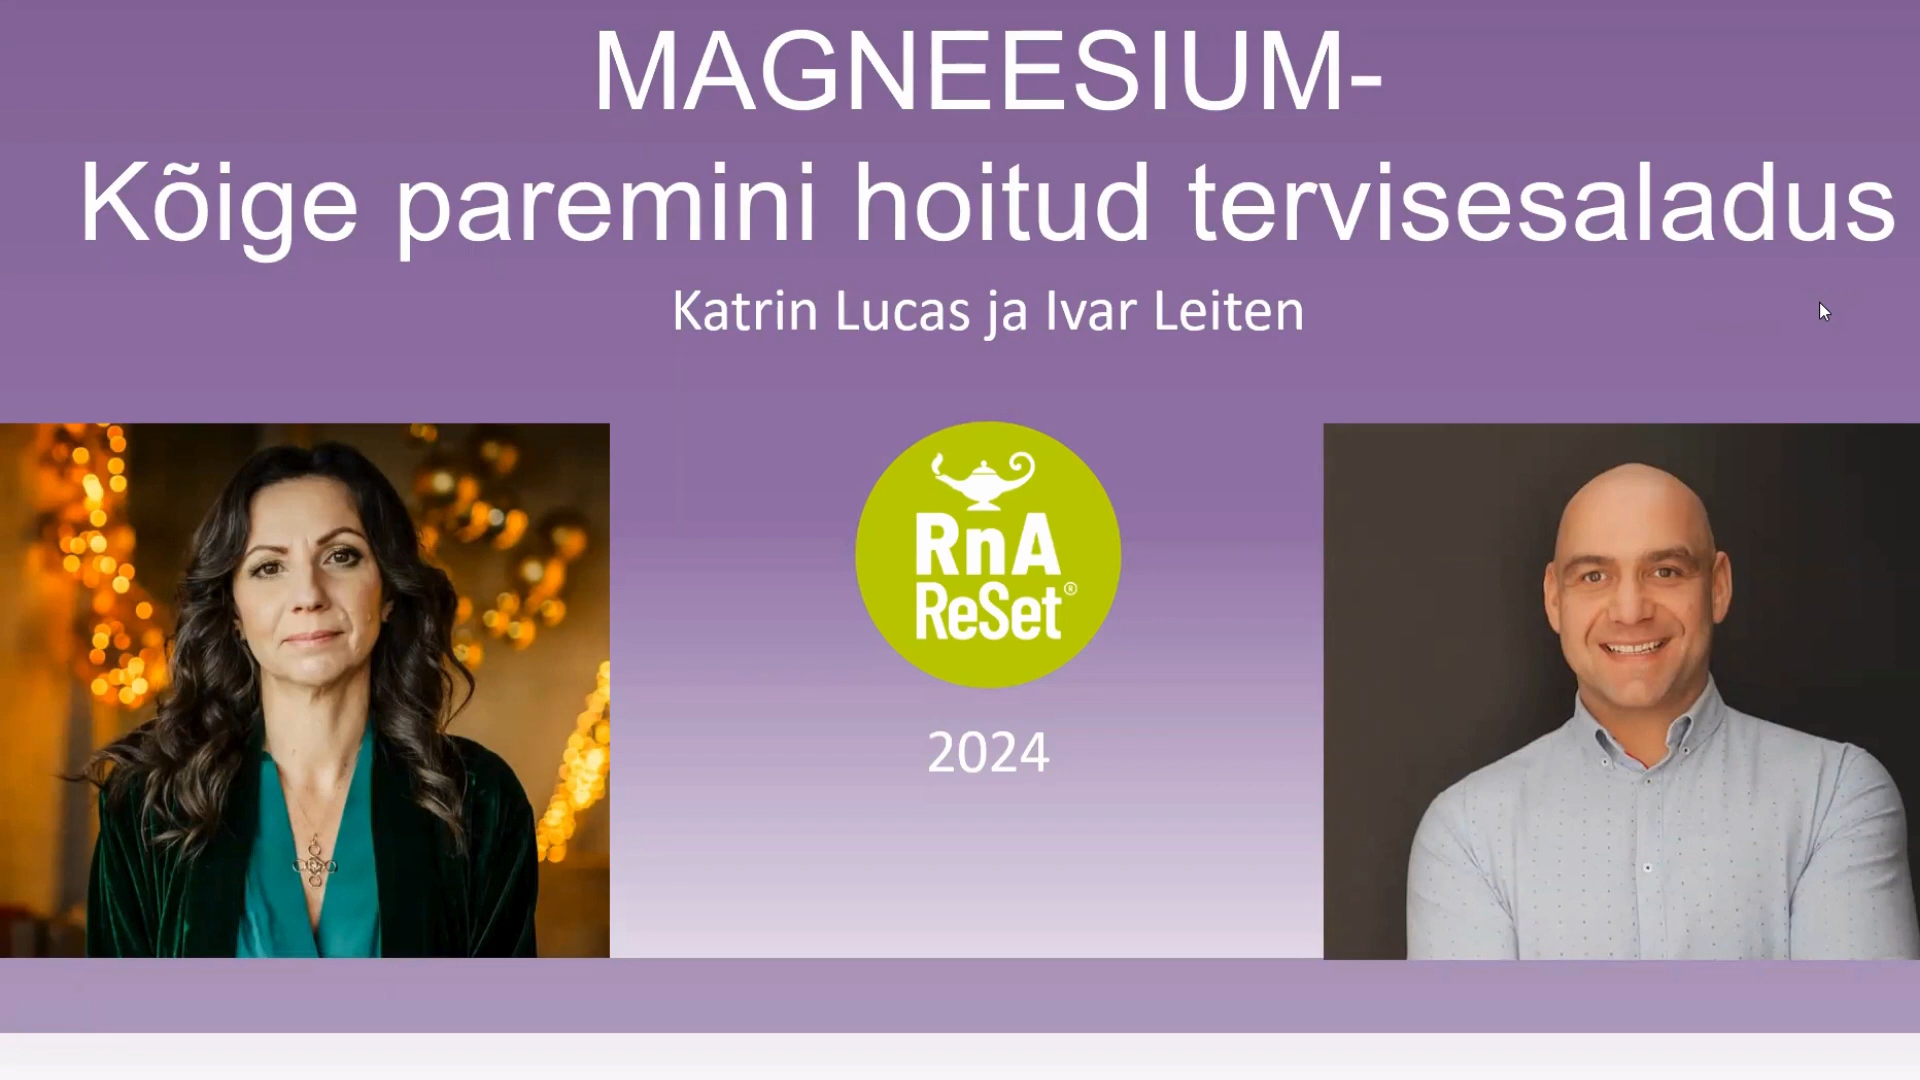 MAGNEESIUM-
Kõige paremini hoitud tervisesaladus
Katrin Lucas ja Ivar Leiten
RnA
ReSet®
2024